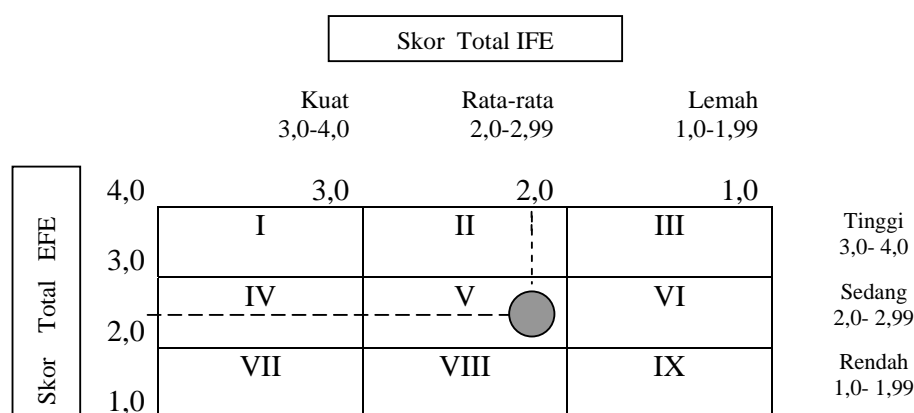 Skor Total IFE
Kuat Rata-rata Lemah
3,0-4,0 2,0-2,99 1,0-1,99
4,0 3,0 2,0 1,0
Skor Total EFE
I II III
Tinggi
3,0- 4,0
3,0
IV V VI
Sedang
2,0- 2,99
2,0
VII VIII IX
Rendah
1,0- 1,99
1,0